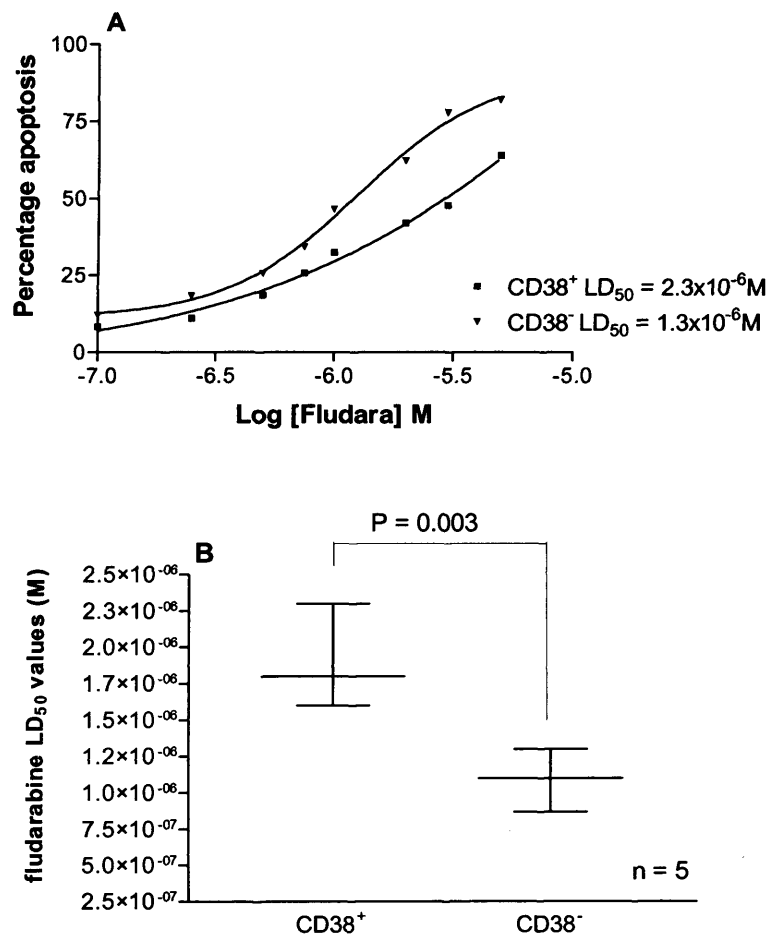 A
Percentage apoptosis
100
75
50
25
0
-7.0 -6.5 -6.0 -5.5 -5.0
Log [Fludara] M
CD38⁺ LD₅₀ = 2.3x10⁻⁶M
CD38⁻ LD₅₀ = 1.3x10⁻⁶M
P = 0.003
B
fludarabine LD₅₀ values (M)
2.5×10⁻⁰⁶
2.3×10⁻⁰⁶
2.0×10⁻⁰⁶
1.7×10⁻⁰⁶
1.5×10⁻⁰⁶
1.2×10⁻⁰⁶
1.0×10⁻⁰⁶
7.5×10⁻⁰⁷
5.0×10⁻⁰⁷
2.5×10⁻⁰⁷
n = 5
CD38⁺ CD38⁻